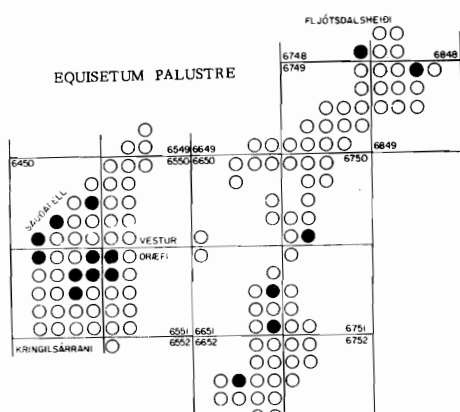 FLJÓTSDALSHEIÐI
EQUISETUM PALUSTRE
6748 6848
6749
6549 6649
6450 6550 6650 6750 6849
SAUÐAFELL
VESTUR
ÖRÆFI
6551 6651 6751
KRINGILSÁRRANI 6552 6652 6752